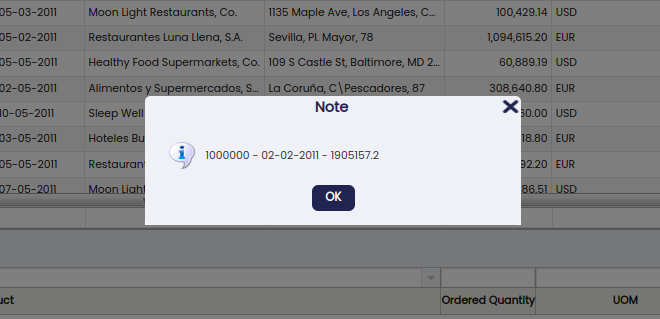 05-03-2011 Moon Light Restaurants, Co. 1135 Maple Ave, Los Angeles, C... 100,429.14 USD
02-05-2011 Restaurantes Luna Llena, S.A. Sevilla, Pl. Mayor, 78 1,094,615.20 EUR
05-05-2011 Healthy Food Supermarkets, Co. 109 S Castle St, Baltimore, MD 2... 60,889.19 USD
02-05-2011 Alimentos y Supermercados, S... La Coruña, C\Pescadores, 87 308,640.80 EUR
10-05-2011 Sleep Well 60.00 USD
03-05-2011 Hoteles Bu 18.80 EUR
05-05-2011 Restauran 92.20 EUR
07-05-2011 Moon Light 86.51 USD
Note
1000000 - 02-02-2011 - 1905157.2
OK
uct Ordered Quantity UOM